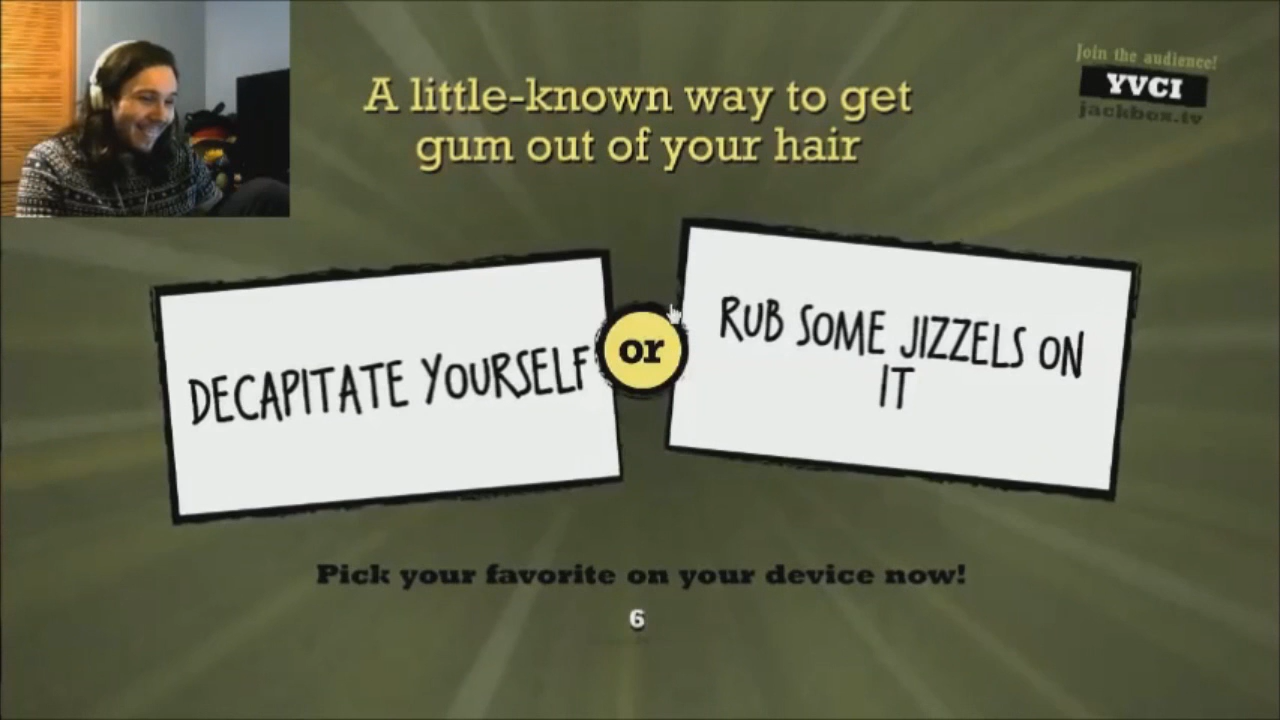 A little-known way to get
gum out of your hair
Join the audience!
YVCI
jackbox.tv
DECAPITATE YOURSELF
or
RUB SOME JIZZELS ON
IT
Pick your favorite on your device now!
6